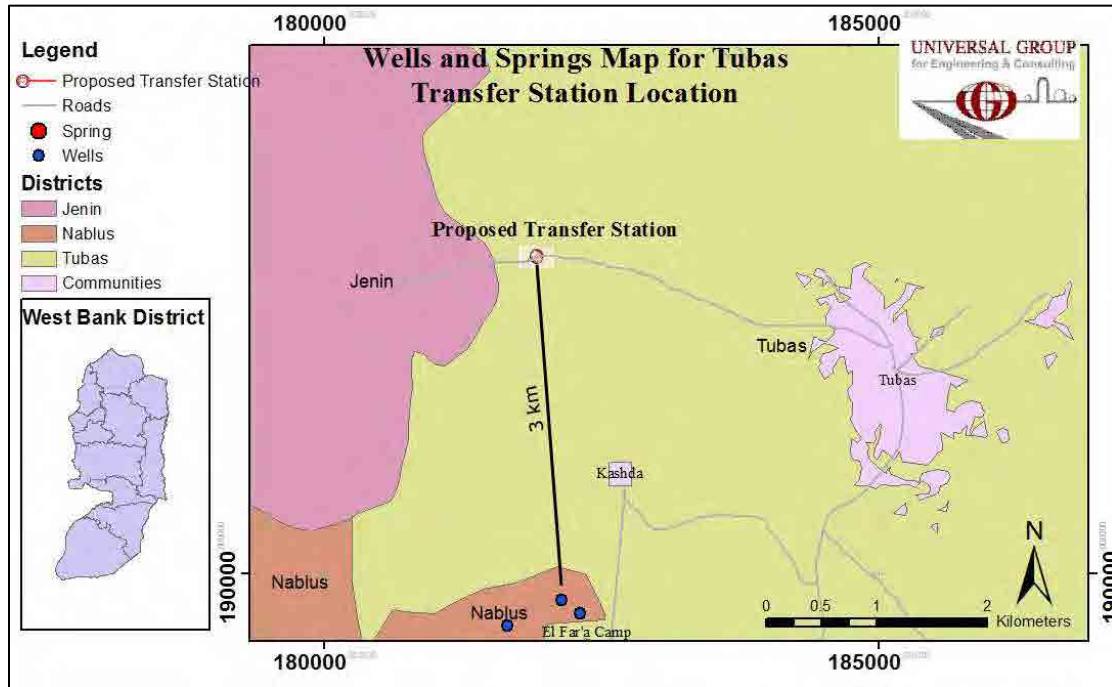 180000
185000
Legend
Proposed Transfer Station
Roads
Spring
Wells
Districts
Jenin
Nablus
Tubas
Communities
West Bank District
Wells and Springs Map for Tubas
Transfer Station Location
UNIVERSAL GROUP
for Engineering & Consulting
Proposed Transfer Station
Jenin
Tubas
Tubas
3 km
Kashda
N
190000
190000
Nablus
Nablus
El Far'a Camp
0 0.5 1 2
Kilometers
180000
185000